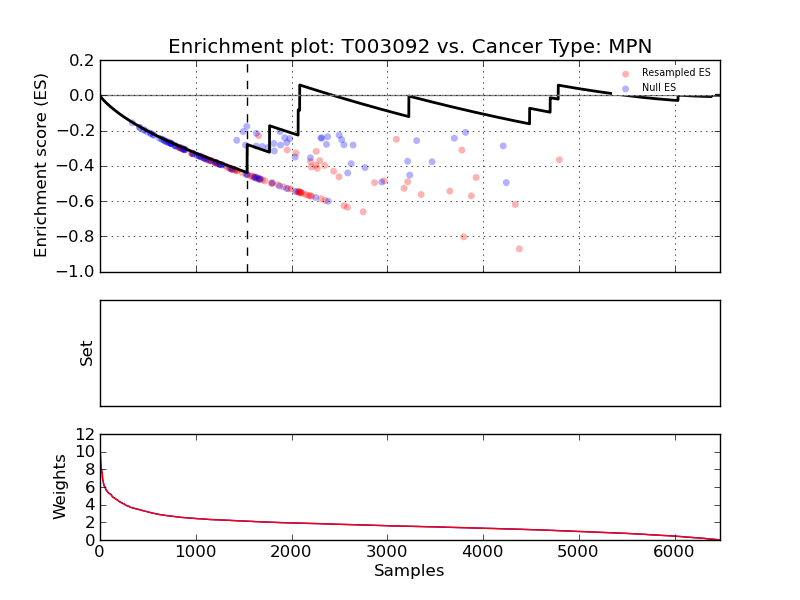 Enrichment plot: T003092 vs. Cancer Type: MPN
Enrichment score (ES)
0.2
0.0
−0.2
−0.4
−0.6
−0.8
−1.0
Resampled ES
Null ES
Set
Weights
12
10
8
6
4
2
0
0 1000 2000 3000 4000 5000 6000
Samples